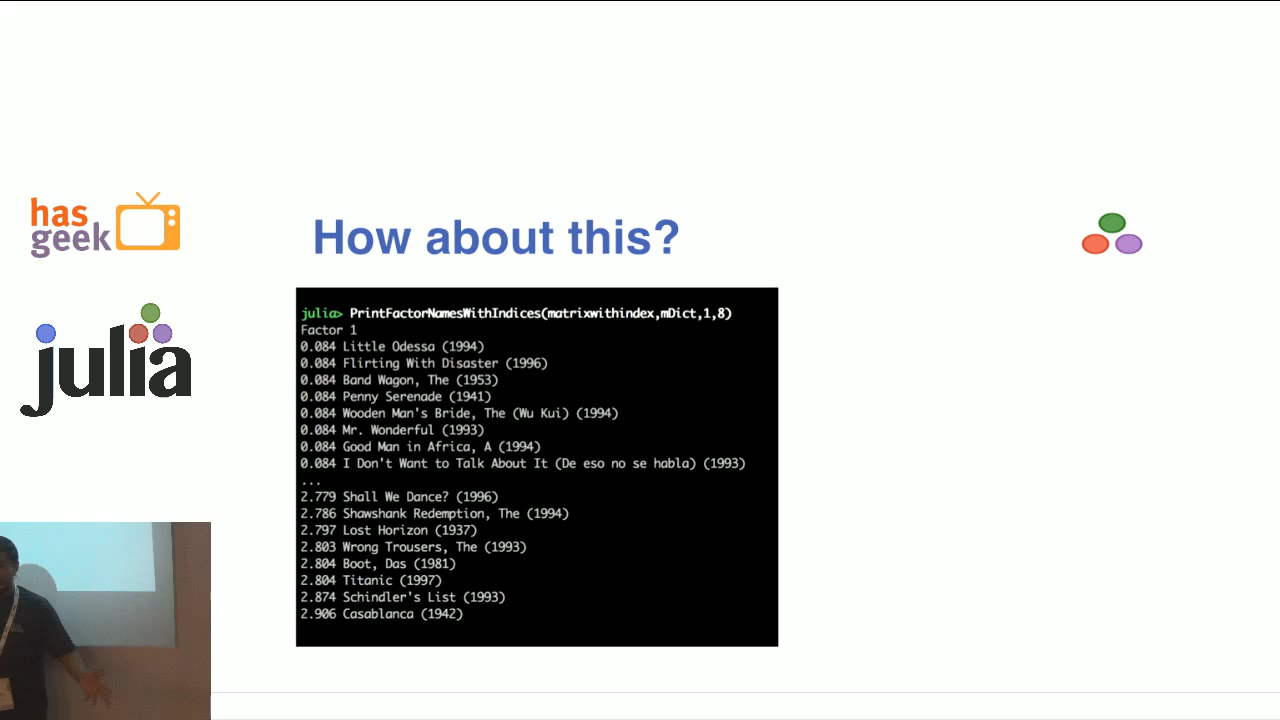 has
geek
julia
How about this?
julia> PrintFactorNamesWithIndices(matrixwithindex,mDict,1,8)
Factor 1
0.084 Little Odessa (1994)
0.084 Flirting With Disaster (1996)
0.084 Band Wagon, The (1953)
0.084 Penny Serenade (1941)
0.084 Wooden Man's Bride, The (Wu Kui) (1994)
0.084 Mr. Wonderful (1993)
0.084 Good Man in Africa, A (1994)
0.084 I Don't Want to Talk About It (De eso no se habla) (1993)
...
2.779 Shall We Dance? (1996)
2.786 Shawshank Redemption, The (1994)
2.797 Lost Horizon (1937)
2.803 Wrong Trousers, The (1993)
2.804 Boot, Das (1981)
2.804 Titanic (1997)
2.874 Schindler's List (1993)
2.906 Casablanca (1942)